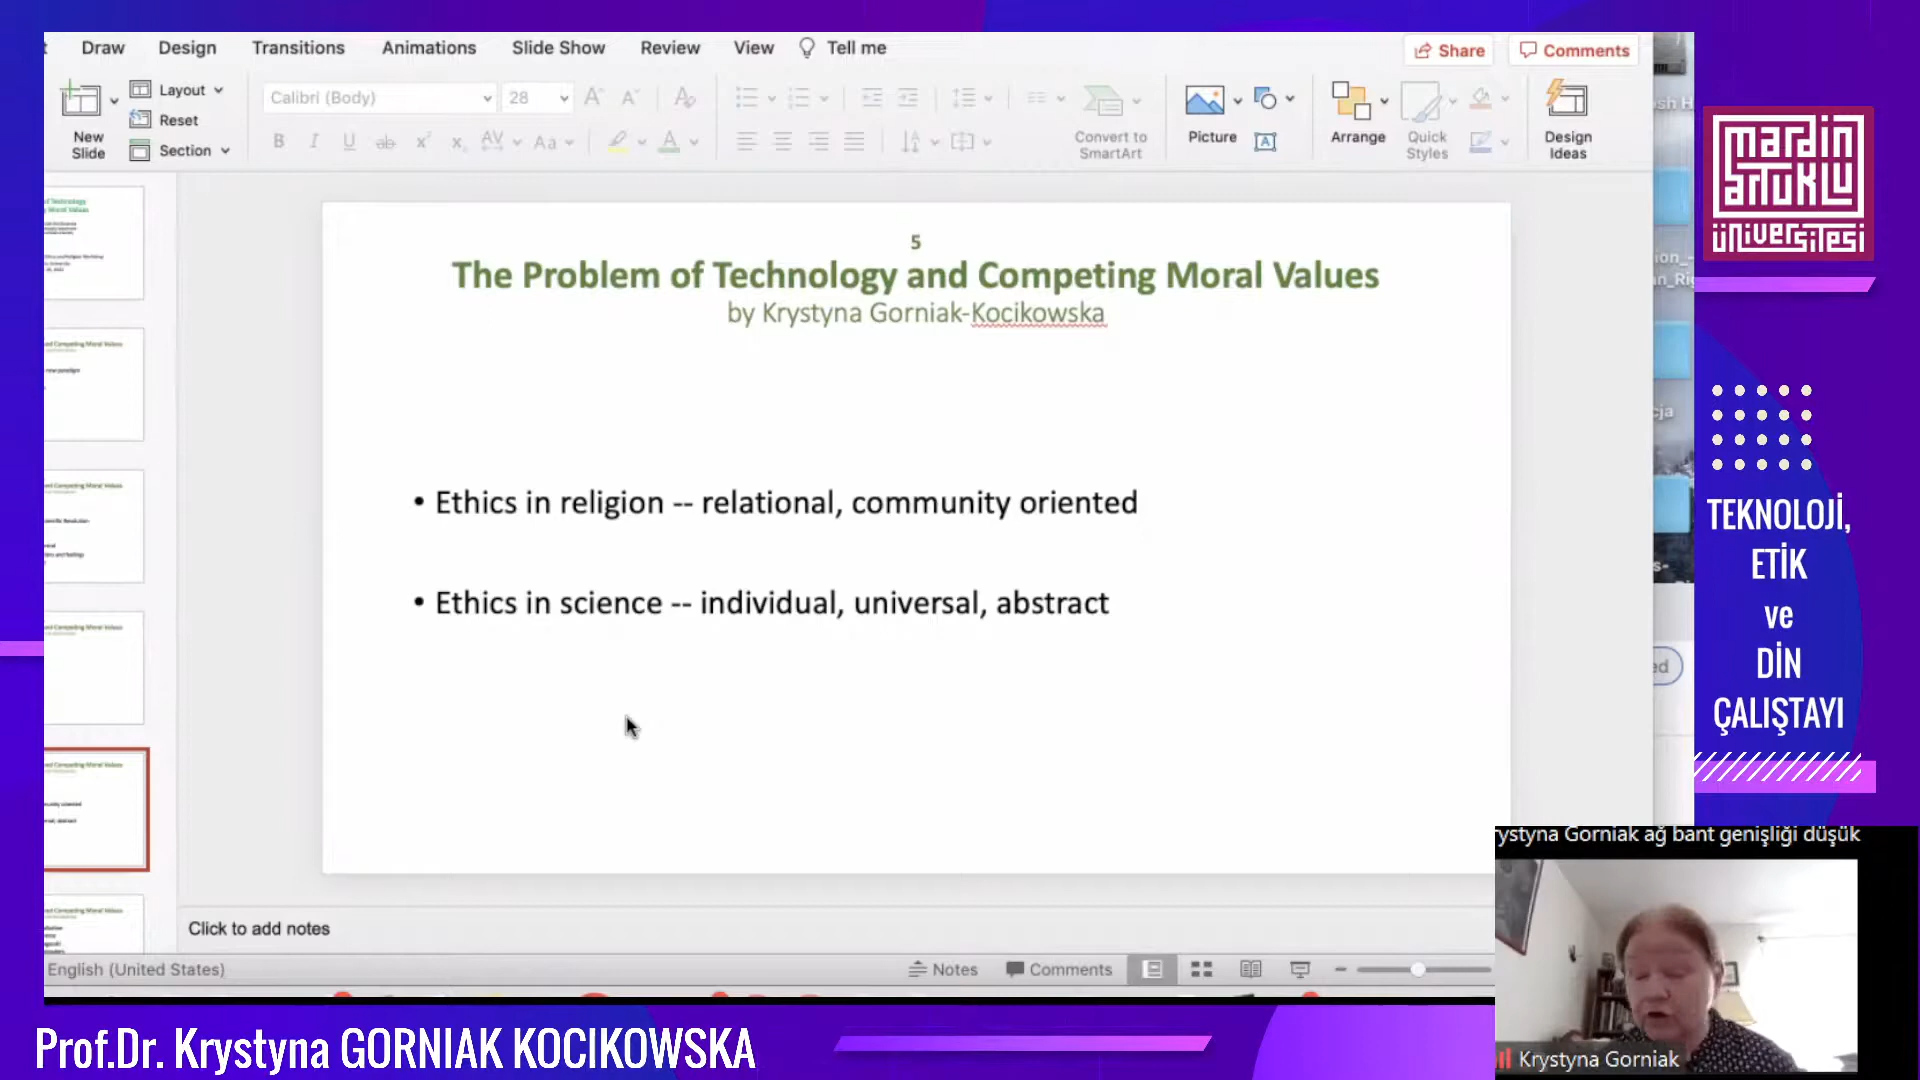 Draw Design Transitions Animations Slide Show Review View Tell me
Share Comments
New Slide
Layout
Reset
Section
Calibri (Body) 28
Convert to SmartArt
Picture
Arrange
Quick Styles
Design Ideas
5
The Problem of Technology and Competing Moral Values
by Krystyna Gorniak-Kocikowska
• Ethics in religion -- relational, community oriented
• Ethics in science -- individual, universal, abstract
Click to add notes
English (United States)
Notes Comments
mardin
artuklu
üniversitesi
TEKNOLOJİ,
ETİK
ve
DİN
ÇALIŞTAYI
Gorniak ağ bant genişliği düşük
Krystyna Gorniak
Prof.Dr. Krystyna GORNIAK KOCIKOWSKA